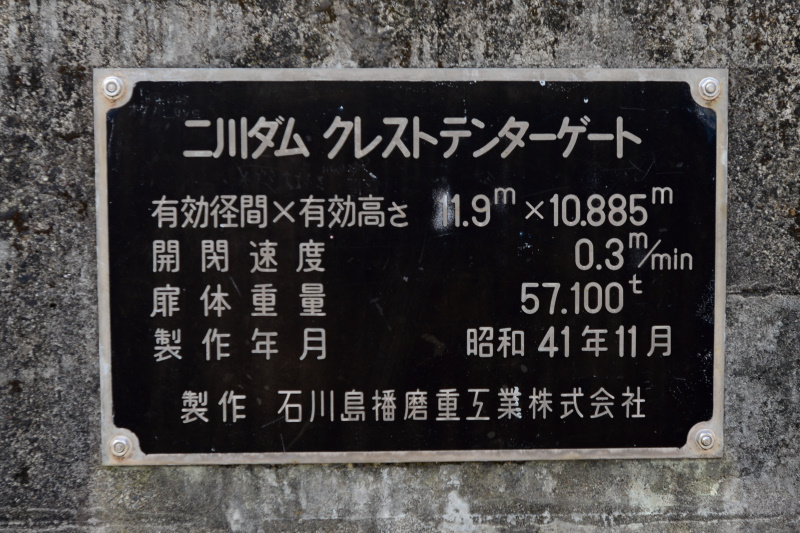 二川ダム クレストテンターゲート
有効径間×有効高さ 11.9m×10.885m
開閉速度 0.3m/min
扉体重量 57.100t
製作年月 昭和41年11月
製作 石川島播磨重工業株式会社